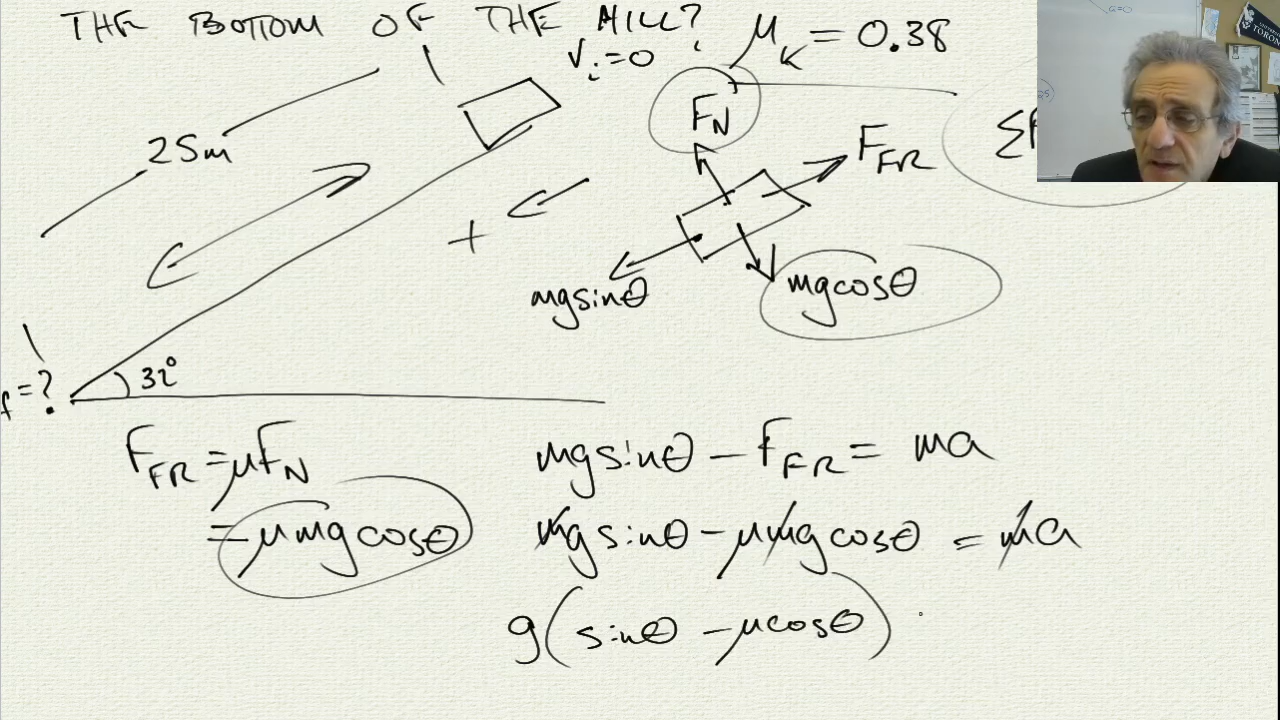 THE BOTTOM OF THE HILL?
μk = 0.38
Vi = 0
25m
FN
FFR
ΣF
+
mgsinθ
mgcosθ
f = ?
32°
FFR = μFN
= μmgcosθ
mgsinθ - FFR = ma
mgsinθ - μmgcosθ = ma
g(sinθ - μcosθ)
TORON